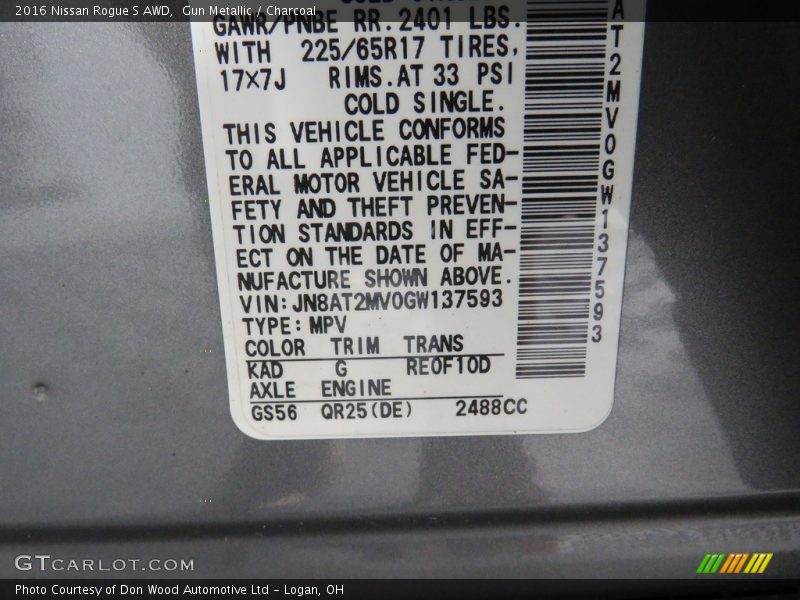 2016 Nissan Rogue S AWD, Gun Metallic / Charcoal
GAWR/PNBE RR.2401 LBS.
WITH 225/65R17 TIRES,
17×7J RIMS.AT 33 PSI
COLD SINGLE.
THIS VEHICLE CONFORMS
TO ALL APPLICABLE FED-
ERAL MOTOR VEHICLE SA-
FETY AND THEFT PREVEN-
TION STANDARDS IN EFF-
ECT ON THE DATE OF MA-
NUFACTURE SHOWN ABOVE.
VIN:JN8AT2MV0GW137593
TYPE:MPV
COLOR TRIM TRANS
KAD G RE0F10D
AXLE ENGINE
GS56 QR25(DE) 2488CC
AT2MV0GW137593
GTCARLOT.COM
Photo Courtesy of Don Wood Automotive Ltd - Logan, OH